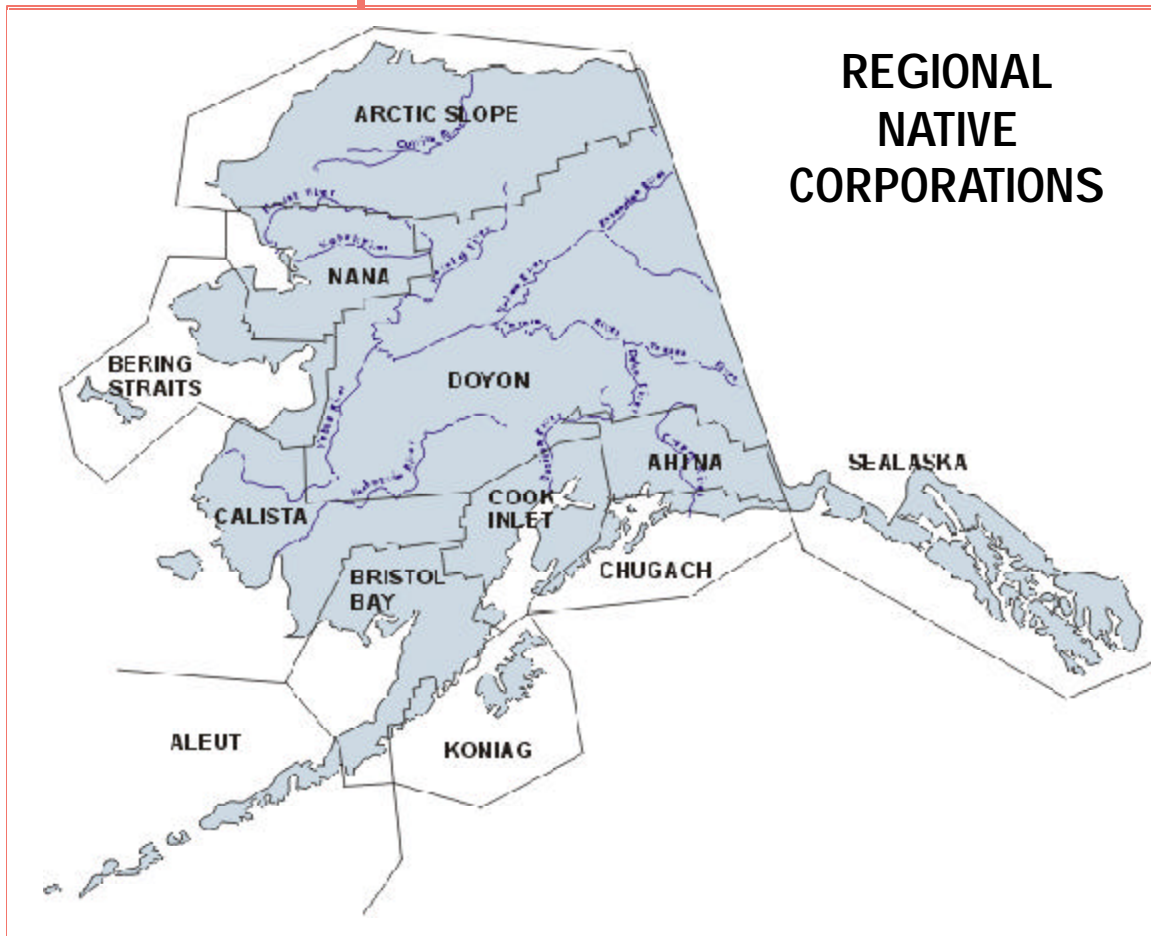 REGIONAL
NATIVE
CORPORATIONS
ARCTIC SLOPE
NANA
BERING
STRAITS
DOYON
AHTNA
SEALASKA
COOK
INLET
CALISTA
CHUGACH
BRISTOL
BAY
ALEUT
KONIAG